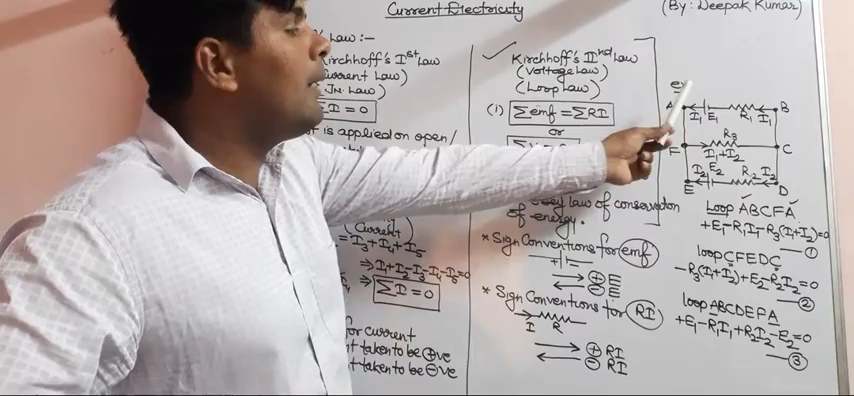 Current Electricity
(By: Deepak Kumar)
Law :-
Kirchhoff's Ist Law
(Current Law)
(Jn. Law)
ΣI = 0
is applied on open/
(Current)
= I3+I4+I5
⇒ I1+I2-I3-I4-I5=0
⇒ ΣI = 0
for current
taken to be ⊕ve
taken to be ⊖ve
✓ Kirchhoff's IInd Law
(Voltage Law)
(Loop Law)
(1) Σemf = ΣRI
or
law of conservation
of energy.
* Sign Conventions for emf
+ -
→ ⊕ E
← ⊖ E
* Sign Conventions for RI
I R
→ ⊕ RI
← ⊖ RI
A I1 E1 R1 I1 B
R3
F I1+I2 C
I2 E2 R2 I2
E D
Loop ABCFA
+E1-R1I1-R3(I1+I2)=0
①
loop CFEDC
-R3(I1+I2)+E2-R2I2=0
②
loop ABCDEFA
+E1-R1I1+R2I2-E2=0
③